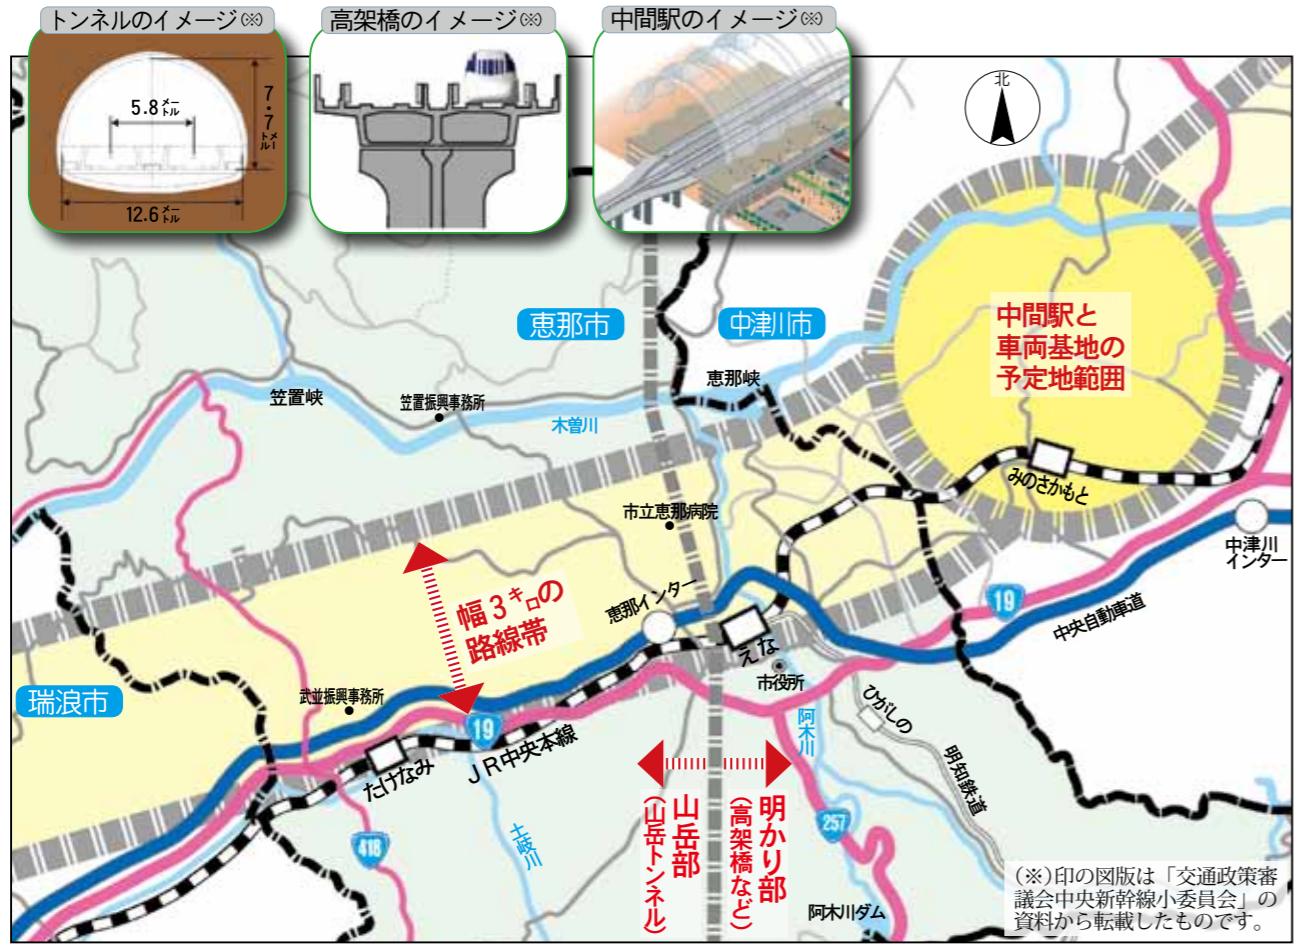 トンネルのイメージ(※)
高架橋のイメージ(※)
中間駅のイメージ(※)
5.8メートル
7・7メートル
12.6メートル
北
恵那市
中津川市
中間駅と
車両基地の
予定地範囲
恵那峡
笠置峡
笠置振興事務所
木曽川
みのさかもと
市立恵那病院
中津川
インター
幅3キロの
路線帯
恵那インター
19
中央自動車道
えな
市役所
瑞浪市
武並振興事務所
ひがしの
阿木川
19
JR中央本線
たけなみ
明知鉄道
山岳部
(山岳トンネル)
明かり部
(高架橋など)
257
土岐川
418
阿木川ダム
(※)印の図版は「交通政策審
議会中央新幹線小委員会」の
資料から転載したものです。